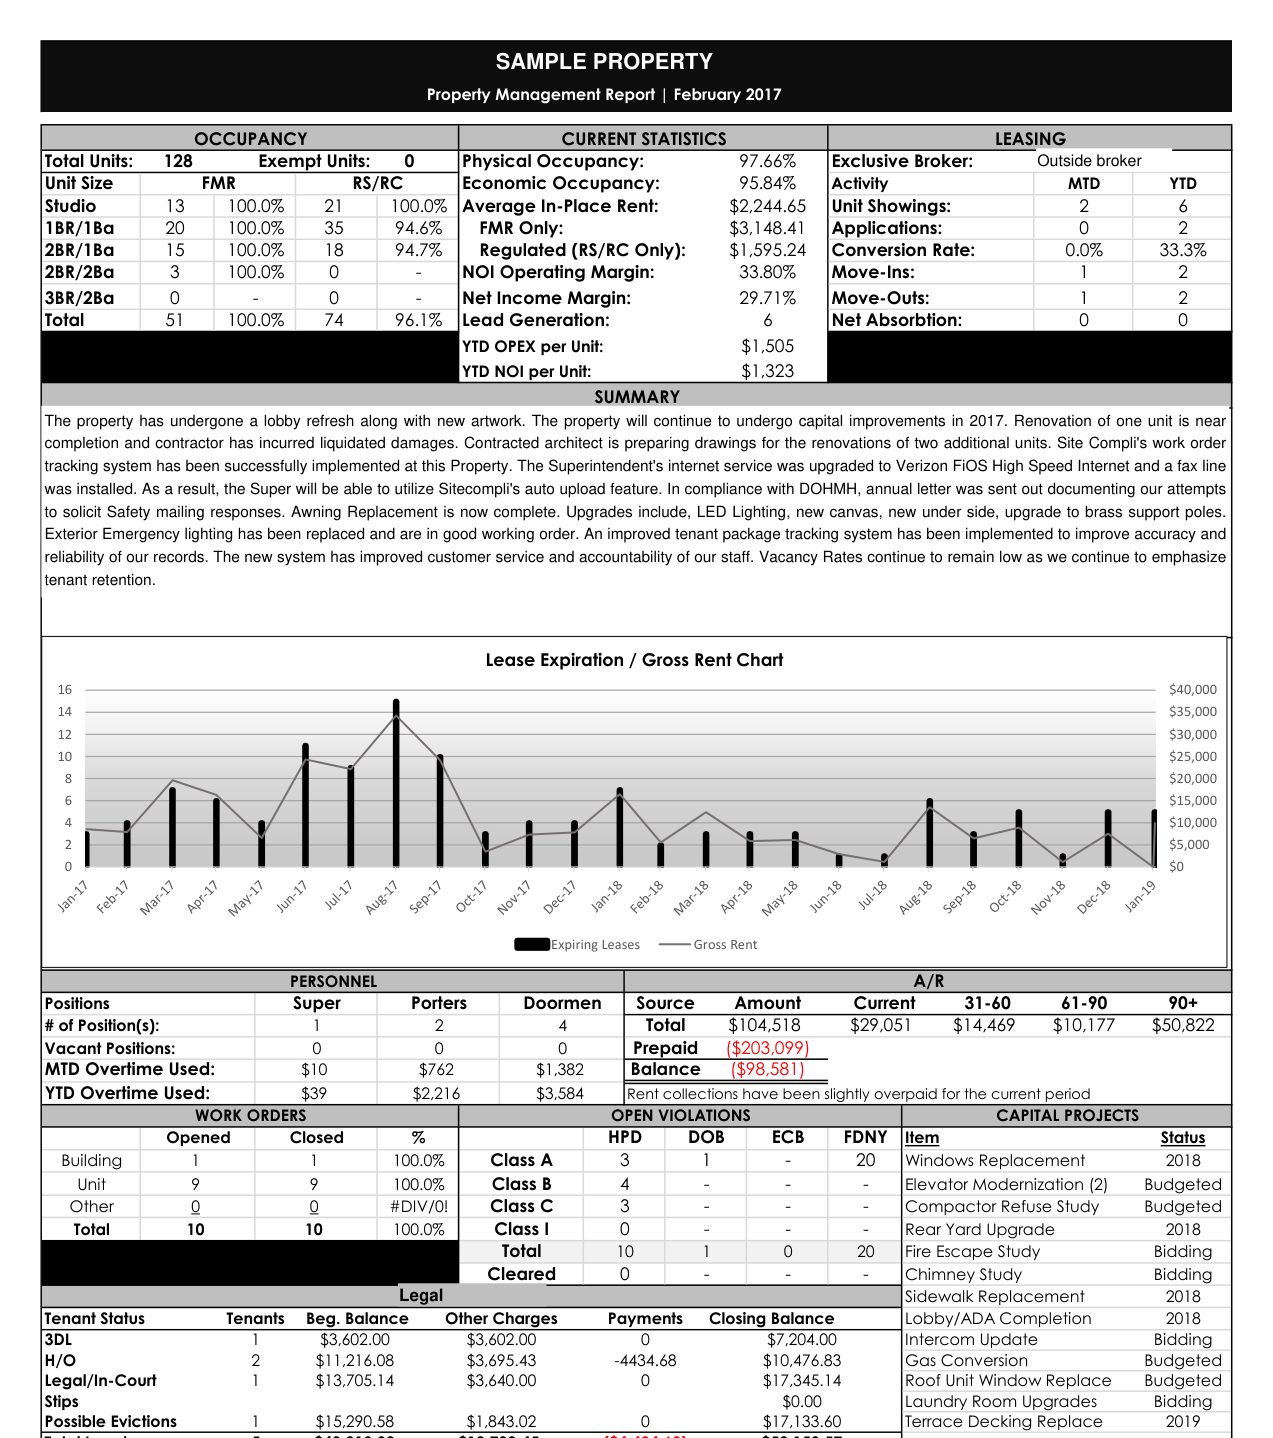 SAMPLE PROPERTY
Property Management Report | February 2017
OCCUPANCY
Total Units: 128 Exempt Units: 0
Unit Size FMR RS/RC
Studio 13 100.0% 21 100.0%
1BR/1Ba 20 100.0% 35 94.6%
2BR/1Ba 15 100.0% 18 94.7%
2BR/2Ba 3 100.0% 0 -
3BR/2Ba 0 - 0 -
Total 51 100.0% 74 96.1%
CURRENT STATISTICS
Physical Occupancy: 97.66%
Economic Occupancy: 95.84%
Average In-Place Rent: $2,244.65
FMR Only: $3,148.41
Regulated (RS/RC Only): $1,595.24
NOI Operating Margin: 33.80%
Net Income Margin: 29.71%
Lead Generation: 6
YTD OPEX per Unit: $1,505
YTD NOI per Unit: $1,323
LEASING
Exclusive Broker: Outside broker
Activity MTD YTD
Unit Showings: 2 6
Applications: 0 2
Conversion Rate: 0.0% 33.3%
Move-Ins: 1 2
Move-Outs: 1 2
Net Absorbtion: 0 0
SUMMARY
The property has undergone a lobby refresh along with new artwork. The property will continue to undergo capital improvements in 2017. Renovation of one unit is near
completion and contractor has incurred liquidated damages. Contracted architect is preparing drawings for the renovations of two additional units. Site Compli's work order
tracking system has been successfully implemented at this Property. The Superintendent's internet service was upgraded to Verizon FiOS High Speed Internet and a fax line
was installed. As a result, the Super will be able to utilize Sitecompli's auto upload feature. In compliance with DOHMH, annual letter was sent out documenting our attempts
to solicit Safety mailing responses. Awning Replacement is now complete. Upgrades include, LED Lighting, new canvas, new under side, upgrade to brass support poles.
Exterior Emergency lighting has been replaced and are in good working order. An improved tenant package tracking system has been implemented to improve accuracy and
reliability of our records. The new system has improved customer service and accountability of our staff. Vacancy Rates continue to remain low as we continue to emphasize
tenant retention.
Lease Expiration / Gross Rent Chart
16 $40,000
14 $35,000
12 $30,000
10 $25,000
8 $20,000
6 $15,000
4 $10,000
2 $5,000
0 $0
Jan-17 Feb-17 Mar-17 Apr-17 May-17 Jun-17 Jul-17 Aug-17 Sep-17 Oct-17 Nov-17 Dec-17 Jan-18 Feb-18 Mar-18 Apr-18 May-18 Jun-18 Jul-18 Aug-18 Sep-18 Oct-18 Nov-18 Dec-18 Jan-19
Expiring Leases Gross Rent
PERSONNEL
Positions Super Porters Doormen
# of Position(s): 1 2 4
Vacant Positions: 0 0 0
MTD Overtime Used: $10 $762 $1,382
YTD Overtime Used: $39 $2,216 $3,584
A/R
Source Amount Current 31-60 61-90 90+
Total $104,518 $29,051 $14,469 $10,177 $50,822
Prepaid ($203,099)
Balance ($98,581)
Rent collections have been slightly overpaid for the current period
WORK ORDERS
Opened Closed %
Building 1 1 100.0%
Unit 9 9 100.0%
Other 0 0 #DIV/0!
Total 10 10 100.0%
OPEN VIOLATIONS
HPD DOB ECB FDNY
Class A 3 1 - 20
Class B 4 - - -
Class C 3 - - -
Class I 0 - - -
Total 10 1 0 20
Cleared 0 - - -
CAPITAL PROJECTS
Item Status
Windows Replacement 2018
Elevator Modernization (2) Budgeted
Compactor Refuse Study Budgeted
Rear Yard Upgrade 2018
Fire Escape Study Bidding
Chimney Study Bidding
Sidewalk Replacement 2018
Lobby/ADA Completion 2018
Intercom Update Bidding
Gas Conversion Budgeted
Roof Unit Window Replace Budgeted
Laundry Room Upgrades Bidding
Terrace Decking Replace 2019
Legal
Tenant Status Tenants Beg. Balance Other Charges Payments Closing Balance
3DL 1 $3,602.00 $3,602.00 0 $7,204.00
H/O 2 $11,216.08 $3,695.43 -4434.68 $10,476.83
Legal/In-Court 1 $13,705.14 $3,640.00 0 $17,345.14
Stips $0.00
Possible Evictions 1 $15,290.58 $1,843.02 0 $17,133.60